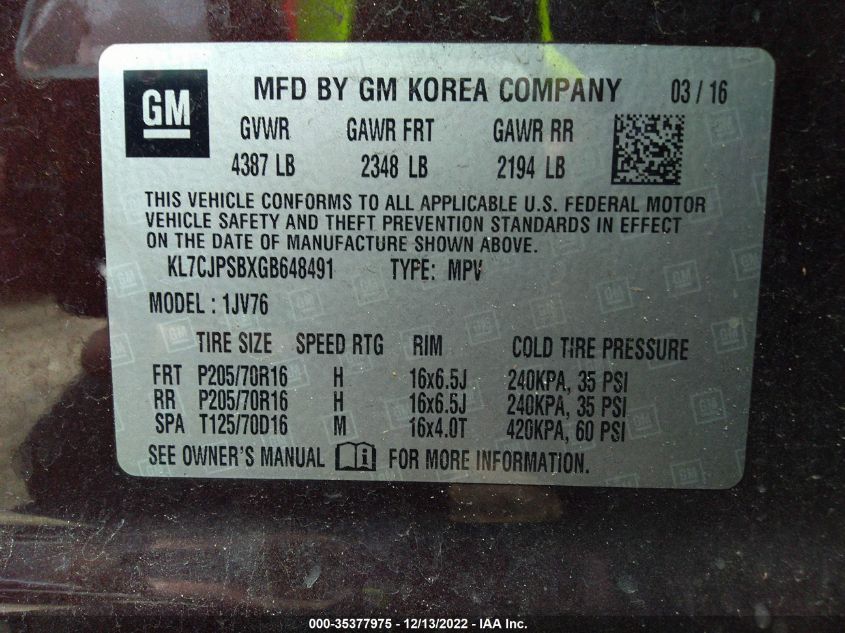 GM
MFD BY GM KOREA COMPANY 03 / 16
GVWR GAWR FRT GAWR RR
4387 LB 2348 LB 2194 LB
THIS VEHICLE CONFORMS TO ALL APPLICABLE U.S. FEDERAL MOTOR
VEHICLE SAFETY AND THEFT PREVENTION STANDARDS IN EFFECT
ON THE DATE OF MANUFACTURE SHOWN ABOVE.
KL7CJPSBXGB648491 TYPE: MPV
MODEL: 1JV76
TIRE SIZE SPEED RTG RIM COLD TIRE PRESSURE
FRT P205/70R16 H 16x6.5J 240KPA, 35 PSI
RR P205/70R16 H 16x6.5J 240KPA, 35 PSI
SPA T125/70D16 M 16x4.0T 420KPA, 60 PSI
SEE OWNER'S MANUAL FOR MORE INFORMATION.
000-35377975 - 12/13/2022 - IAA Inc.